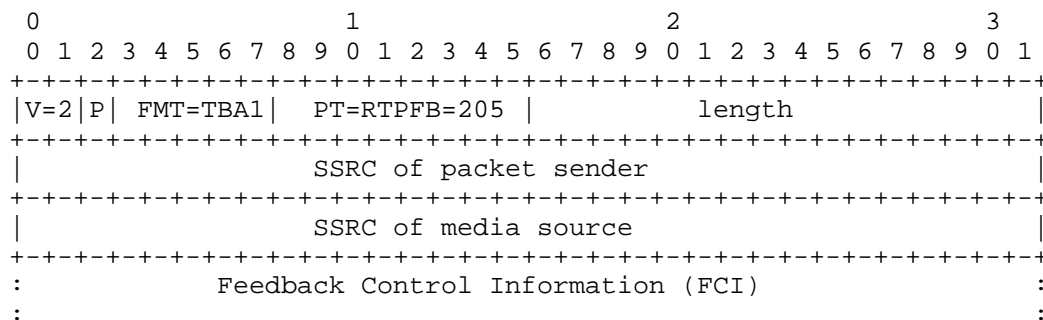 0                   1                   2                   3
 0 1 2 3 4 5 6 7 8 9 0 1 2 3 4 5 6 7 8 9 0 1 2 3 4 5 6 7 8 9 0 1
+-+-+-+-+-+-+-+-+-+-+-+-+-+-+-+-+-+-+-+-+-+-+-+-+-+-+-+-+-+-+-+-+
|V=2|P| FMT=TBA1|  PT=RTPFB=205 |          length               |
+-+-+-+-+-+-+-+-+-+-+-+-+-+-+-+-+-+-+-+-+-+-+-+-+-+-+-+-+-+-+-+-+
|                  SSRC of packet sender                        |
+-+-+-+-+-+-+-+-+-+-+-+-+-+-+-+-+-+-+-+-+-+-+-+-+-+-+-+-+-+-+-+-+
|                  SSRC of media source                         |
+-+-+-+-+-+-+-+-+-+-+-+-+-+-+-+-+-+-+-+-+-+-+-+-+-+-+-+-+-+-+-+-+
:            Feedback Control Information (FCI)                 :
:                                                               :